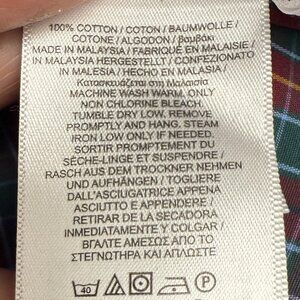 100% COTTON / COTON / BAUMWOLLE /
COTONE / ALGODON / Βαμβάκι
MADE IN MALAYSIA / FABRIQUÉ EN MALAISIE /
IN MALAYSIA HERGESTELLT / CONFEZIONATO
IN MALESIA / HECHO EN MALASIA /
Κατασκευάζεται στη Μαλαισία
MACHINE WASH WARM, ONLY
NON CHLORINE BLEACH.
TUMBLE DRY LOW. REMOVE
PROMPTLY AND HANG. STEAM
IRON LOW ONLY IF NEEDED.
SORTIR PROMPTEMENT DU
SÈCHE-LINGE ET SUSPENDRE /
RASCH AUS DEM TROCKNER NEHMEN
UND AUFHÄNGEN / TOGLIERE
DALL'ASCIUGATRICE APPENA
ASCIUTTO E APPENDERE /
RETIRAR DE LA SECADORA
INMEDIATAMENTE Y COLGAR /
ΒΓΑΛΤΕ ΑΜΕΣΩΣ ΑΠΟ ΤΟ
ΣΤΕΓΝΩΤΗΡΑ ΚΑΙ ΑΠΛΩΣΤΕ
40 P